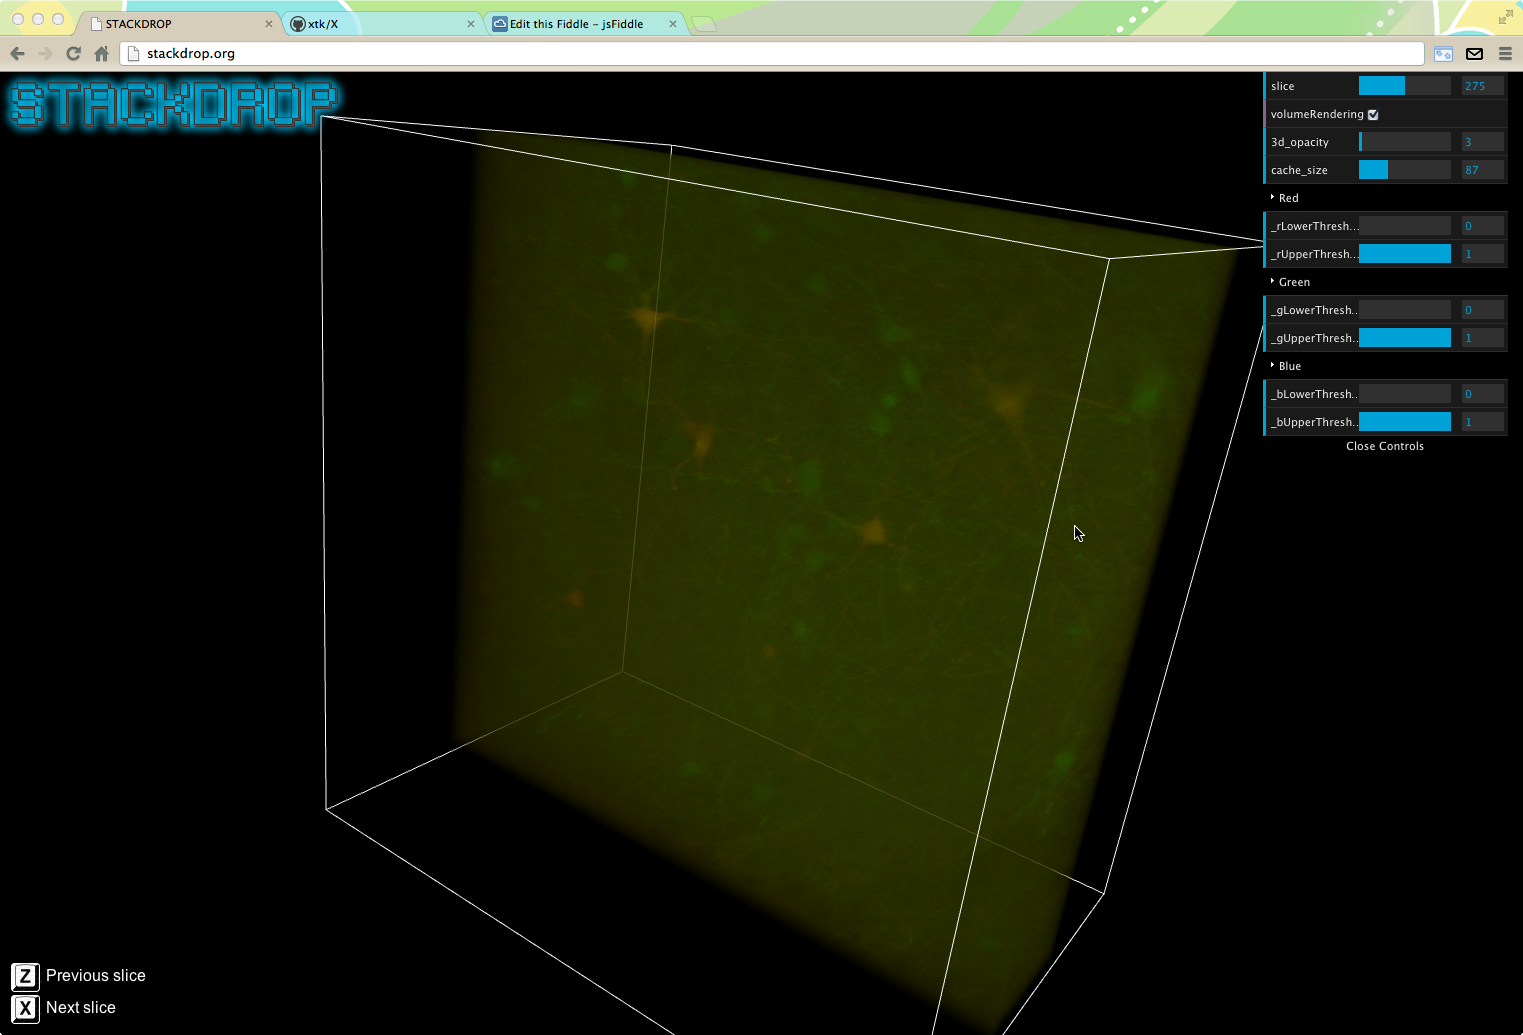 STACKDROP
xtk/X
Edit this Fiddle - jsFiddle
stackdrop.org
STACKDROP
slice 275
volumeRendering
3d_opacity 3
cache_size 87
Red
_rLowerThresh... 0
_rUpperThresh... 1
Green
_gLowerThresh.. 0
_gUpperThresh.. 1
Blue
_bLowerThresh.. 0
_bUpperThresh.. 1
Close Controls
Z Previous slice
X Next slice